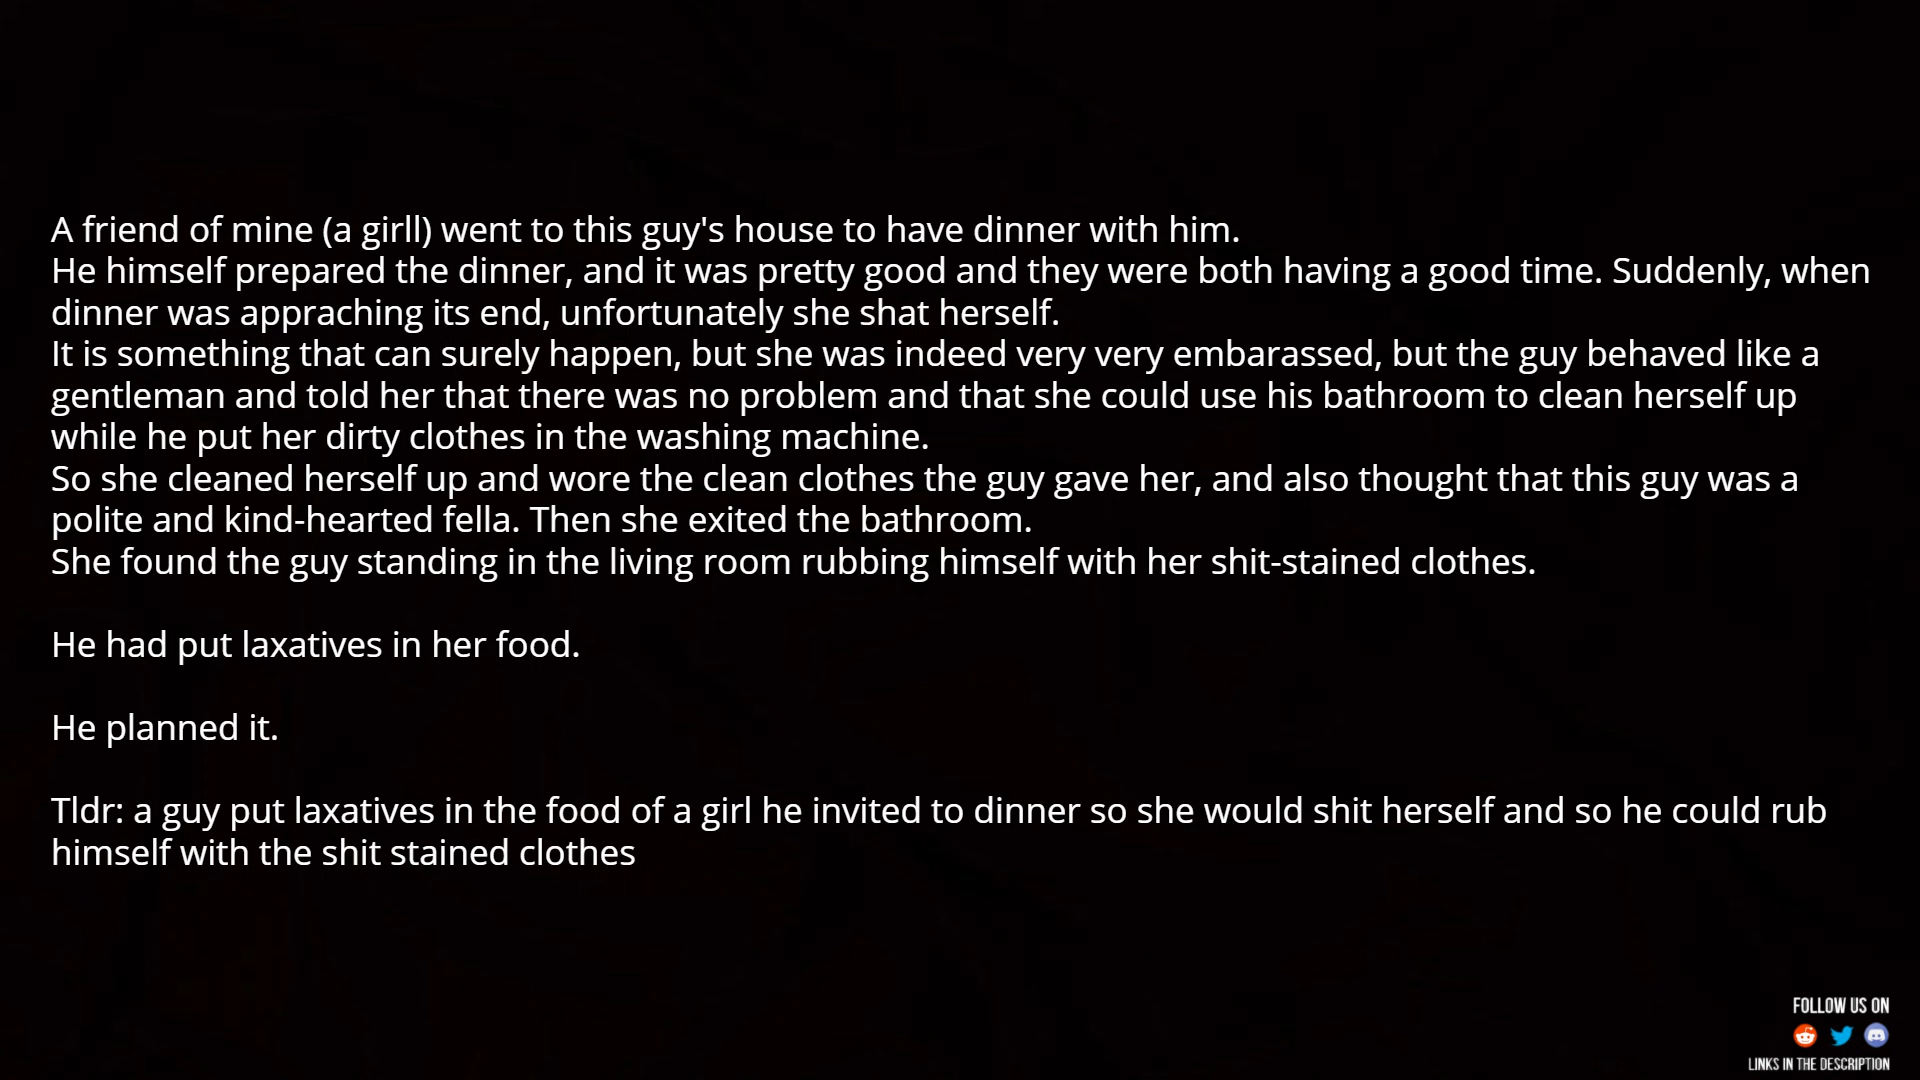 A friend of mine (a girll) went to this guy's house to have dinner with him.
He himself prepared the dinner, and it was pretty good and they were both having a good time. Suddenly, when
dinner was appraching its end, unfortunately she shat herself.
It is something that can surely happen, but she was indeed very very embarassed, but the guy behaved like a
gentleman and told her that there was no problem and that she could use his bathroom to clean herself up
while he put her dirty clothes in the washing machine.
So she cleaned herself up and wore the clean clothes the guy gave her, and also thought that this guy was a
polite and kind-hearted fella. Then she exited the bathroom.
She found the guy standing in the living room rubbing himself with her shit-stained clothes.
He had put laxatives in her food.
He planned it.
Tldr: a guy put laxatives in the food of a girl he invited to dinner so she would shit herself and so he could rub
himself with the shit stained clothes
FOLLOW US ON
LINKS IN THE DESCRIPTION